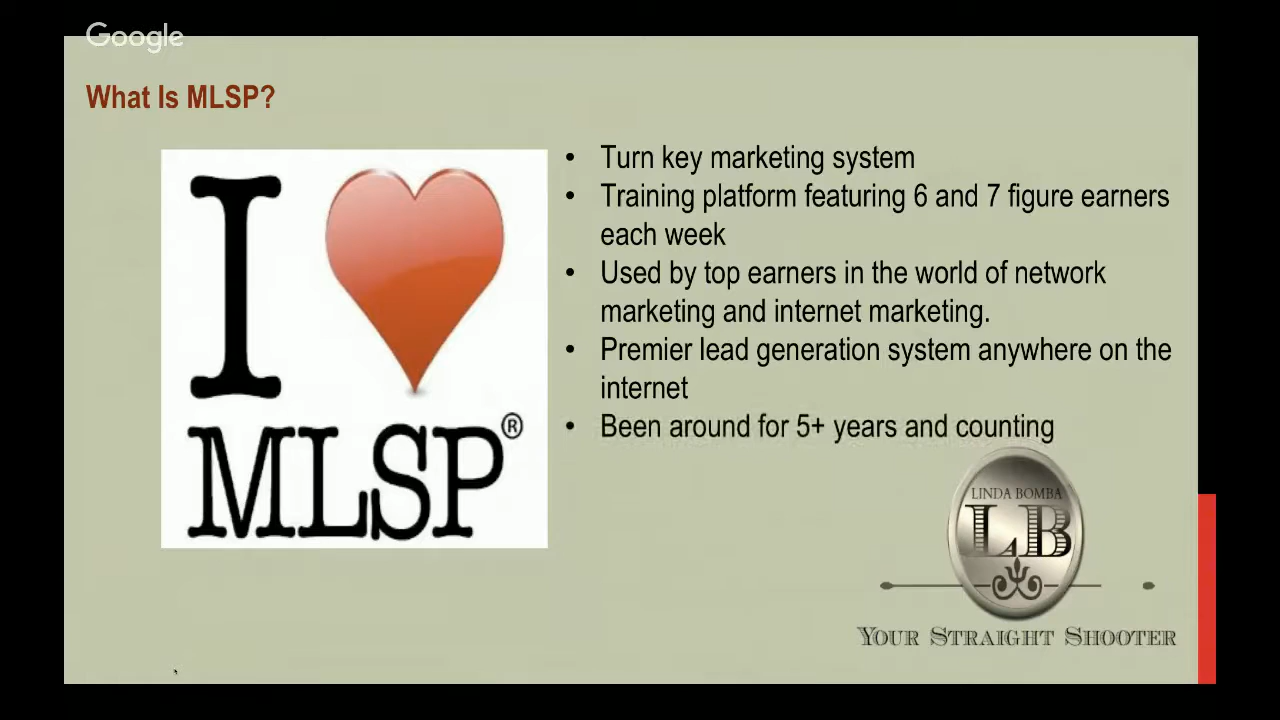 Google
What Is MLSP?
I
MLSP®
• Turn key marketing system
• Training platform featuring 6 and 7 figure earners
each week
• Used by top earners in the world of network
marketing and internet marketing.
• Premier lead generation system anywhere on the
internet
• Been around for 5+ years and counting
LINDA BOMBA
LB
YOUR STRAIGHT SHOOTER